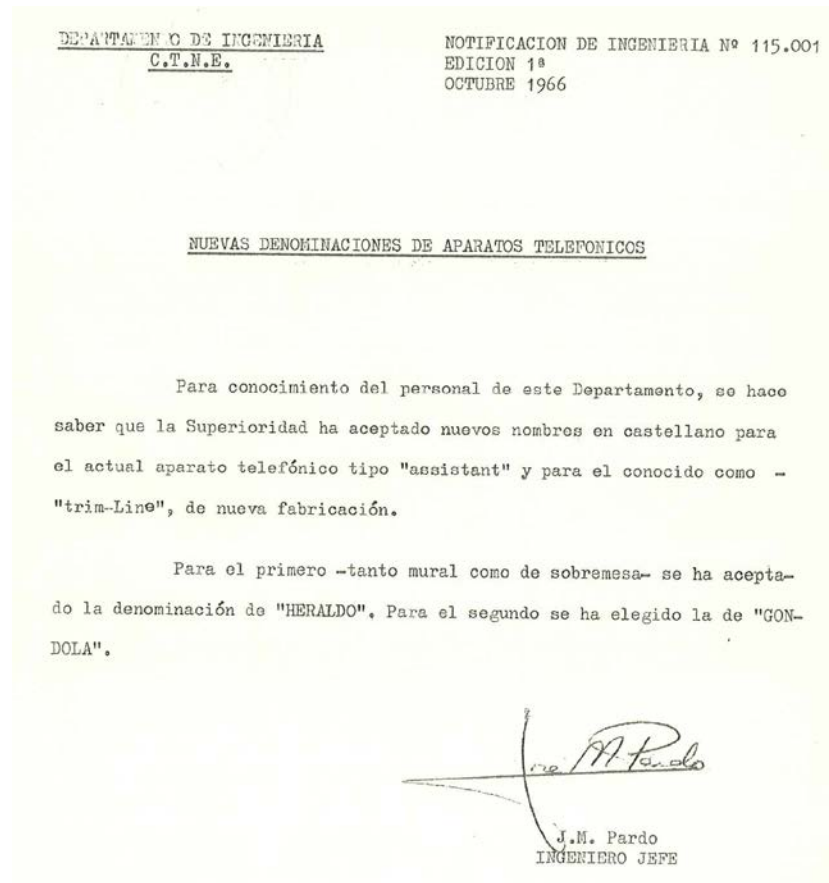 DEPARTAMENTO DE INGENIERIA
C.T.N.E.
NOTIFICACION DE INGENIERIA Nº 115.001
EDICION 1ª
OCTUBRE 1966
NUEVAS DENOMINACIONES DE APARATOS TELEFONICOS
Para conocimiento del personal de este Departamento, se hace
saber que la Superioridad ha aceptado nuevos nombres en castellano para
el actual aparato telefónico tipo "assistant" y para el conocido como -
"trim-Line", de nueva fabricación.
Para el primero -tanto mural como de sobremesa- se ha acepta-
do la denominación de "HERALDO". Para el segundo se ha elegido la de "GON-
DOLA".
Jose M. Pardo
J.M. Pardo
INGENIERO JEFE